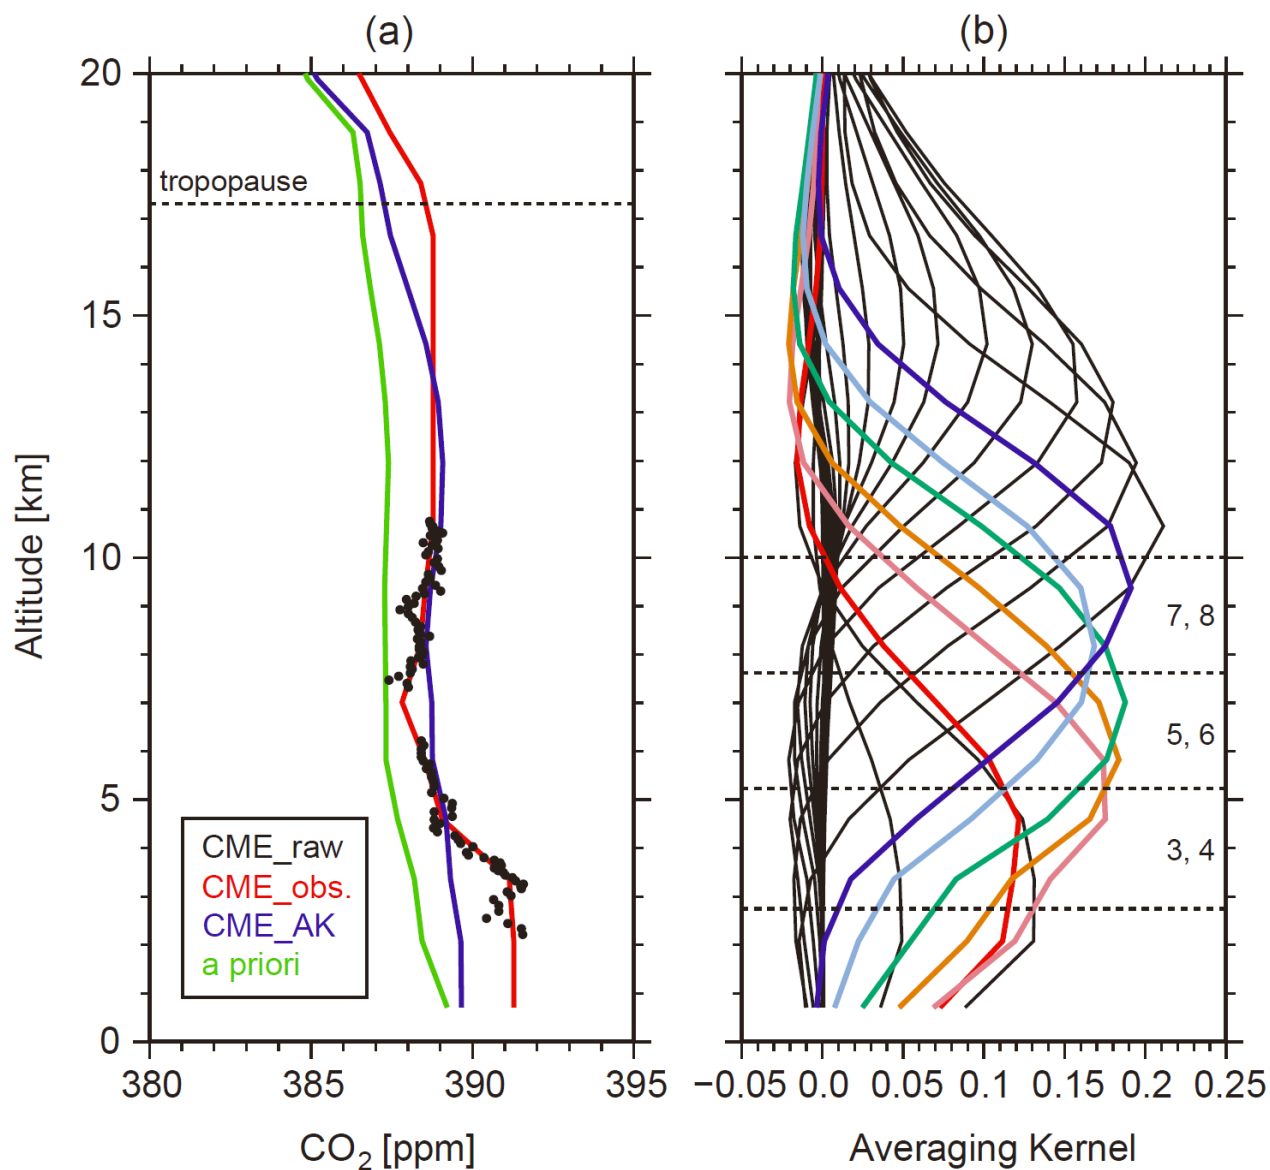 (a)
(b)
20
15
10
5
0
Altitude [km]
tropopause
CME_raw
CME_obs.
CME_AK
a priori
380
385
390
395
CO₂ [ppm]
7, 8
5, 6
3, 4
−0.05
0.0
0.05
0.10
0.15
0.20
0.25
Averaging Kernel